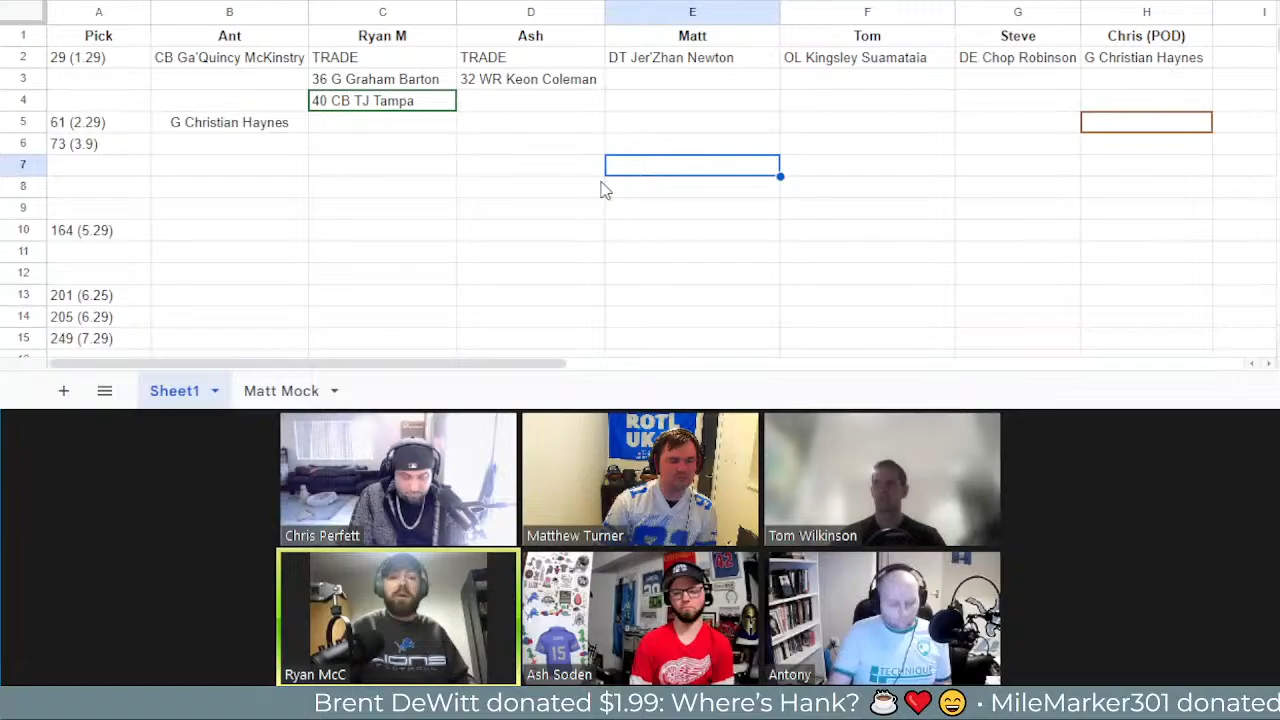 A B C D E F G H I
1 Pick Ant Ryan M Ash Matt Tom Steve Chris (POD)
2 29 (1.29) CB Ga'Quincy McKinstry TRADE TRADE DT Jer'Zhan Newton OL Kingsley Suamataia DE Chop Robinson G Christian Haynes
3 36 G Graham Barton 32 WR Keon Coleman
4 40 CB TJ Tampa
5 61 (2.29) G Christian Haynes
6 73 (3.9)
7
8
9
10 164 (5.29)
11
12
13 201 (6.25)
14 205 (6.29)
15 249 (7.29)
Sheet1 Matt Mock
ROTL
UK
Chris Perfett Matthew Turner Tom Wilkinson
42
15
TECHNIQUE
Ryan McC Ash Soden Antony
Brent DeWitt donated $1.99: Where's Hank? ☕❤️😄 • MileMarker301 donated